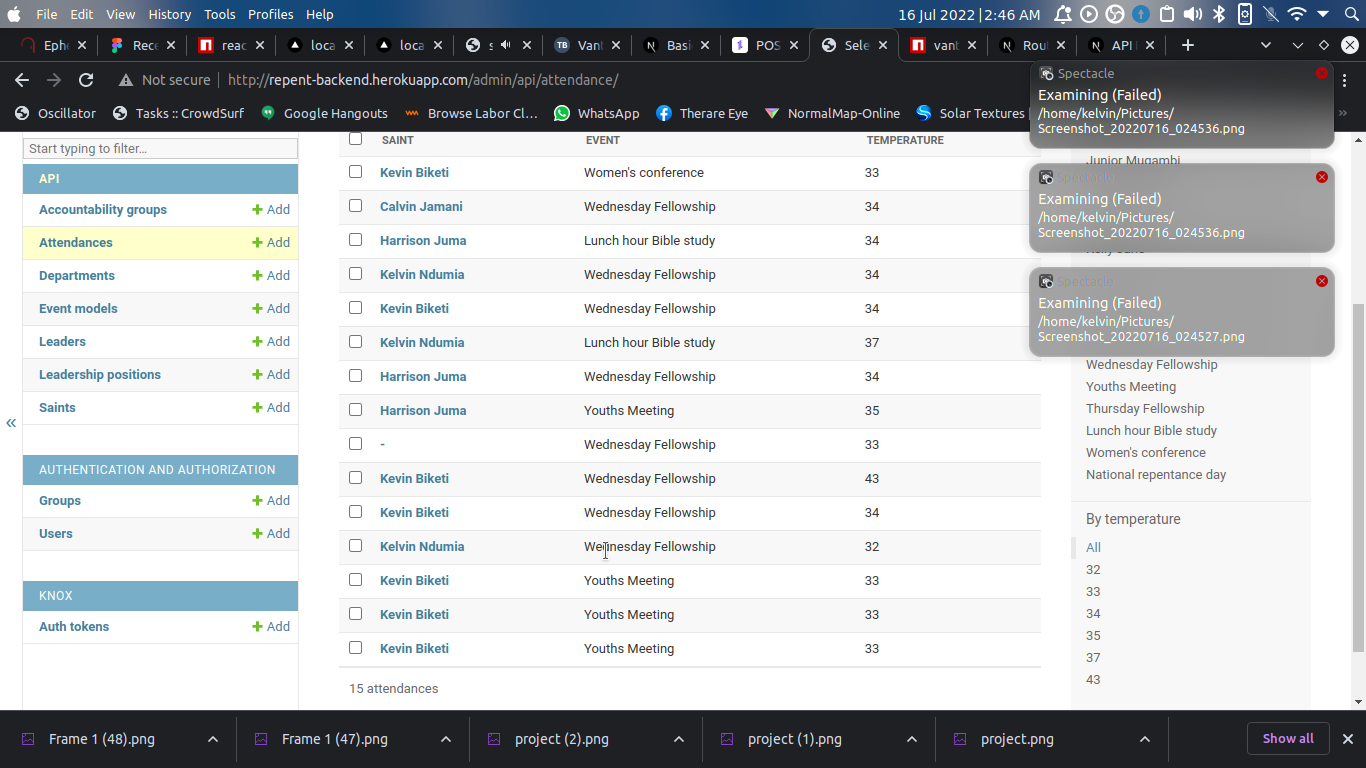 File Edit View History Tools Profiles Help
16 Jul 2022 | 2:46 AM
Eph
Rece
reac
loca
loca
s
TB Vant
Basi
POS
Sele
vant
Rout
API
Not secure http://repent-backend.herokuapp.com/admin/api/attendance/
Oscillator
Tasks :: CrowdSurf
Google Hangouts
Browse Labor Cl...
WhatsApp
Therare Eye
NormalMap-Online
Solar Textures
»
Start typing to filter...
API
Accountability groups + Add
Attendances + Add
Departments + Add
Event models + Add
Leaders + Add
Leadership positions + Add
Saints + Add
«
AUTHENTICATION AND AUTHORIZATION
Groups + Add
Users + Add
KNOX
Auth tokens + Add
SAINT EVENT TEMPERATURE
Kevin Biketi Women's conference 33
Calvin Jamani Wednesday Fellowship 34
Harrison Juma Lunch hour Bible study 34
Kelvin Ndumia Wednesday Fellowship 34
Kevin Biketi Wednesday Fellowship 34
Kelvin Ndumia Lunch hour Bible study 37
Harrison Juma Wednesday Fellowship 34
Harrison Juma Youths Meeting 35
- Wednesday Fellowship 33
Kevin Biketi Wednesday Fellowship 43
Kevin Biketi Wednesday Fellowship 34
Kelvin Ndumia Wednesday Fellowship 32
Kevin Biketi Youths Meeting 33
Kevin Biketi Youths Meeting 33
Kevin Biketi Youths Meeting 33
15 attendances
Spectacle
Examining (Failed)
/home/kelvin/Pictures/
Screenshot_20220716_024536.png
Junior Mugambi
Spectacle
Examining (Failed)
/home/kelvin/Pictures/
Screenshot_20220716_024536.png
Spectacle
Examining (Failed)
/home/kelvin/Pictures/
Screenshot_20220716_024527.png
Wednesday Fellowship
Youths Meeting
Thursday Fellowship
Lunch hour Bible study
Women's conference
National repentance day
By temperature
All
32
33
34
35
37
43
Frame 1 (48).png
Frame 1 (47).png
project (2).png
project (1).png
project.png
Show all